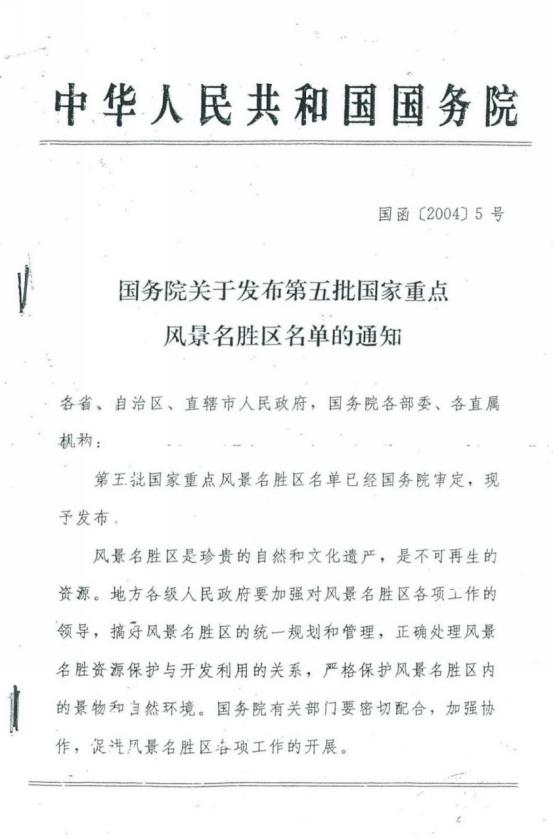 中华人民共和国国务院
国函〔2004〕5号
国务院关于发布第五批国家重点
风景名胜区名单的通知
各省、自治区、直辖市人民政府，国务院各部委、各直属
机构：
第五批国家重点风景名胜区名单已经国务院审定，现
予发布。
风景名胜区是珍贵的自然和文化遗产，是不可再生的
资源。地方各级人民政府要加强对风景名胜区各项工作的
领导，搞好风景名胜区的统一规划和管理，正确处理风景
名胜资源保护与开发利用的关系，严格保护风景名胜区内
的景物和自然环境。国务院有关部门要密切配合，加强协
作，促进风景名胜区各项工作的开展。